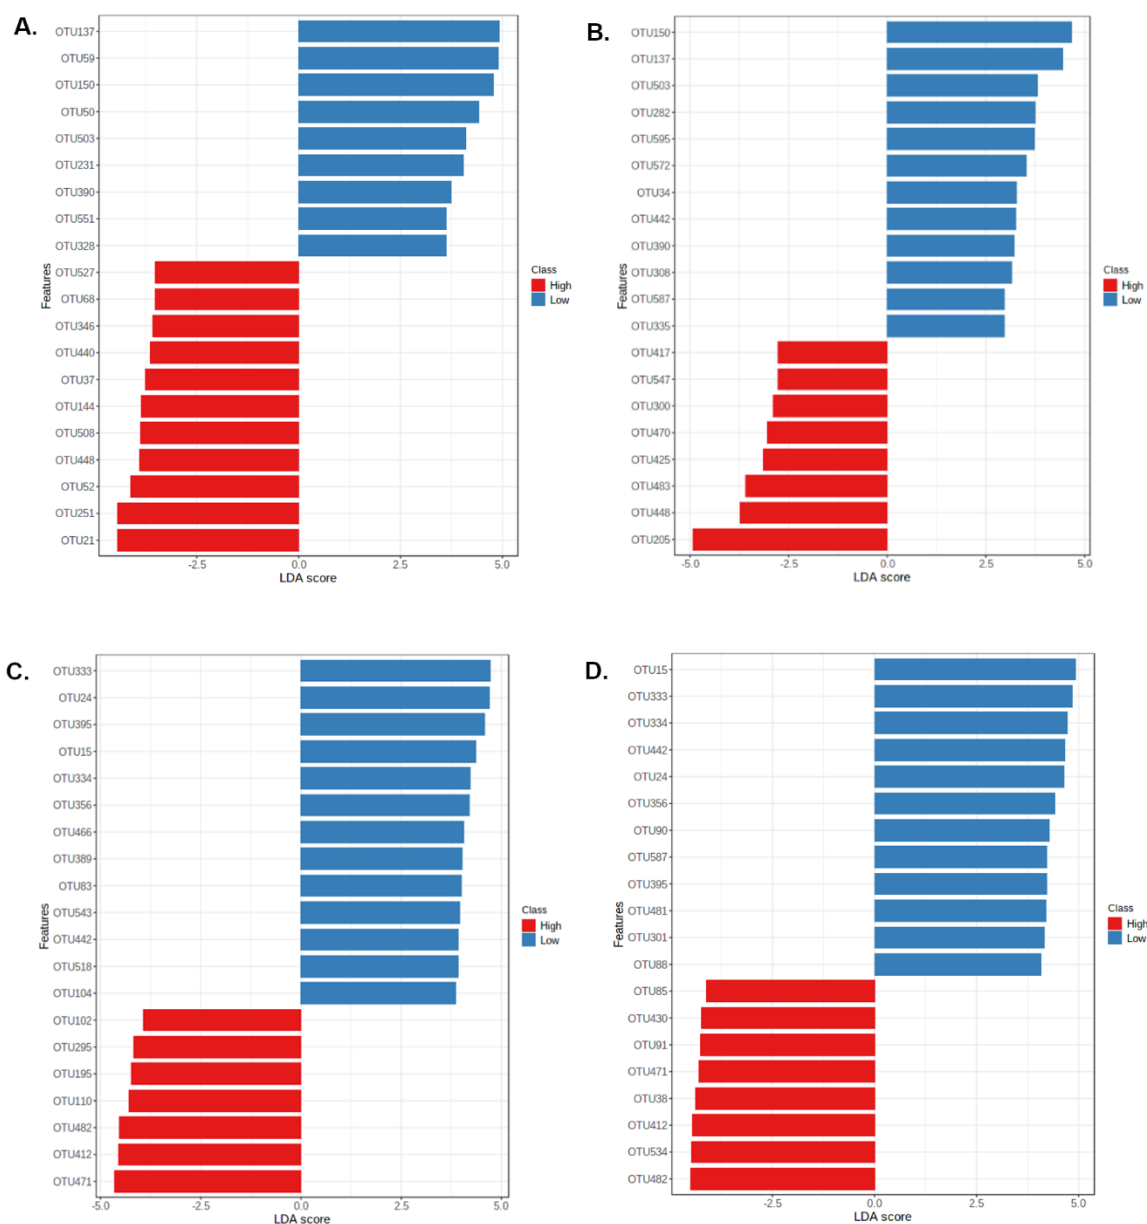 A.
OTU137
OTU59
OTU150
OTU50
OTU503
OTU231
OTU390
OTU551
OTU328
OTU527
OTU68
OTU346
OTU440
OTU37
OTU144
OTU508
OTU448
OTU52
OTU251
OTU21
Features
-2.5
0.0
2.5
5.0
LDA score
Class
High
Low
B.
OTU150
OTU137
OTU503
OTU282
OTU595
OTU572
OTU34
OTU442
OTU390
OTU308
OTU587
OTU335
OTU417
OTU547
OTU300
OTU470
OTU425
OTU483
OTU448
OTU205
Features
-5.0
-2.5
0.0
2.5
5.0
LDA score
Class
High
Low
C.
OTU333
OTU24
OTU395
OTU15
OTU334
OTU356
OTU466
OTU389
OTU83
OTU543
OTU442
OTU518
OTU104
OTU102
OTU295
OTU195
OTU110
OTU482
OTU412
OTU471
Features
-5.0
-2.5
0.0
2.5
5.0
LDA score
Class
High
Low
D.
OTU15
OTU333
OTU334
OTU442
OTU24
OTU356
OTU90
OTU587
OTU395
OTU481
OTU301
OTU88
OTU85
OTU430
OTU91
OTU471
OTU38
OTU412
OTU534
OTU482
Features
-2.5
0.0
2.5
5.0
LDA score
Class
High
Low